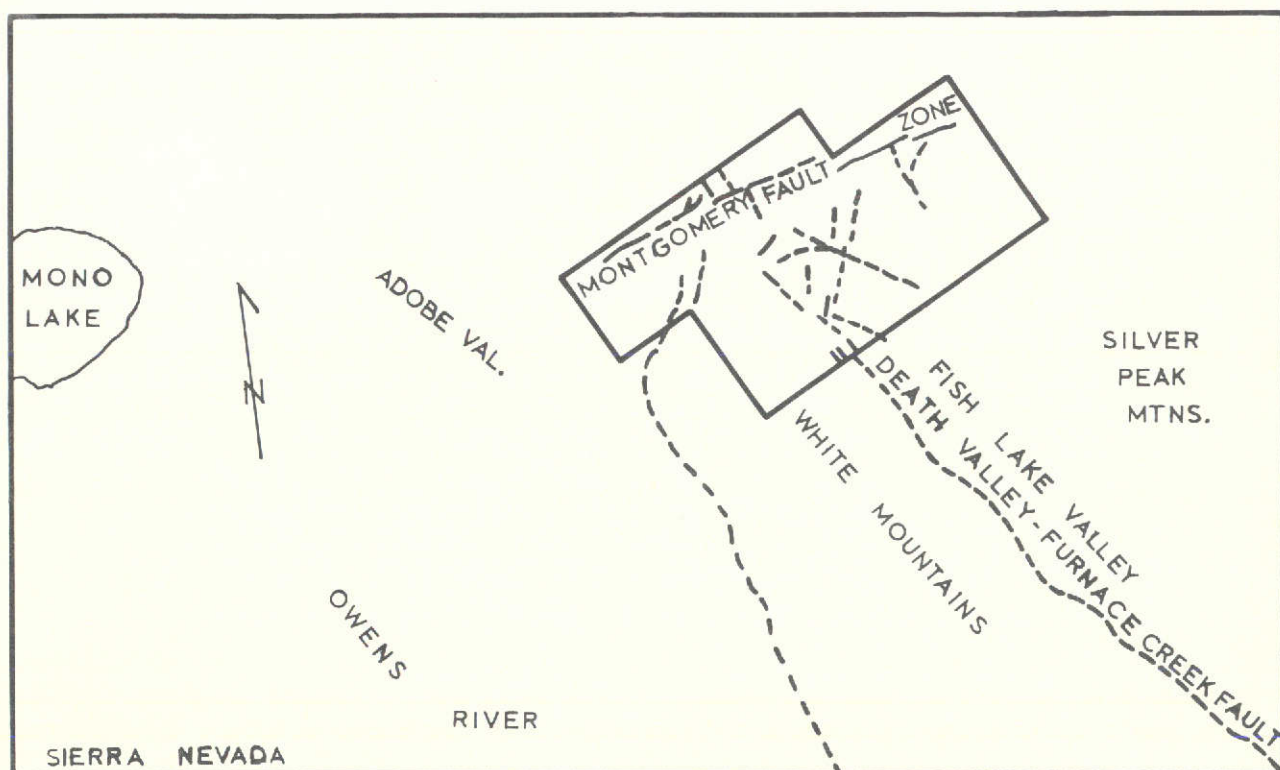 ZONE
MONTGOMERY FAULT
MONO
LAKE
ADOBE VAL.
N
SILVER
PEAK
MTNS.
FISH LAKE VALLEY
DEATH VALLEY-FURNACE CREEK FAULT
WHITE MOUNTAINS
OWENS
RIVER
SIERRA NEVADA